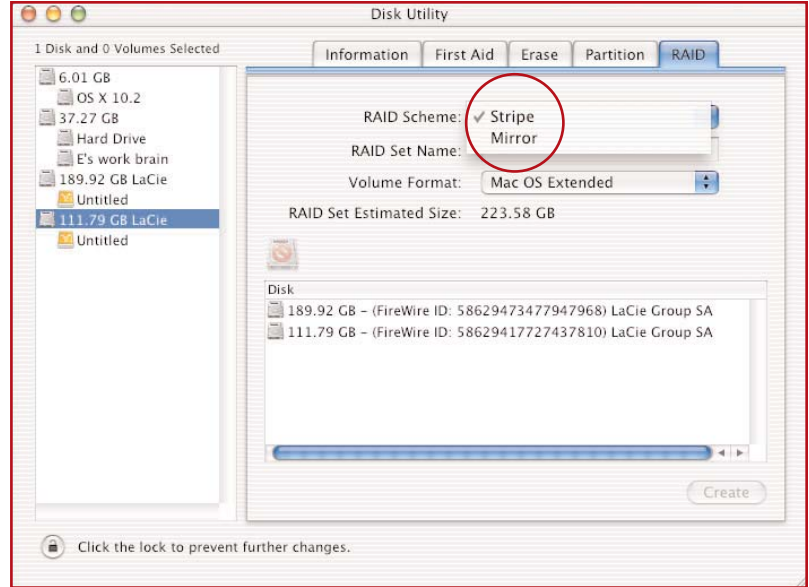 Disk Utility
1 Disk and 0 Volumes Selected
6.01 GB
OS X 10.2
37.27 GB
Hard Drive
E's work brain
189.92 GB LaCie
Untitled
111.79 GB LaCie
Untitled
Information First Aid Erase Partition RAID
RAID Scheme: ✓ Stripe
Mirror
RAID Set Name:
Volume Format: Mac OS Extended
RAID Set Estimated Size: 223.58 GB
Disk
189.92 GB – (FireWire ID: 58629473477947968) LaCie Group SA
111.79 GB – (FireWire ID: 58629417727437810) LaCie Group SA
Create
Click the lock to prevent further changes.